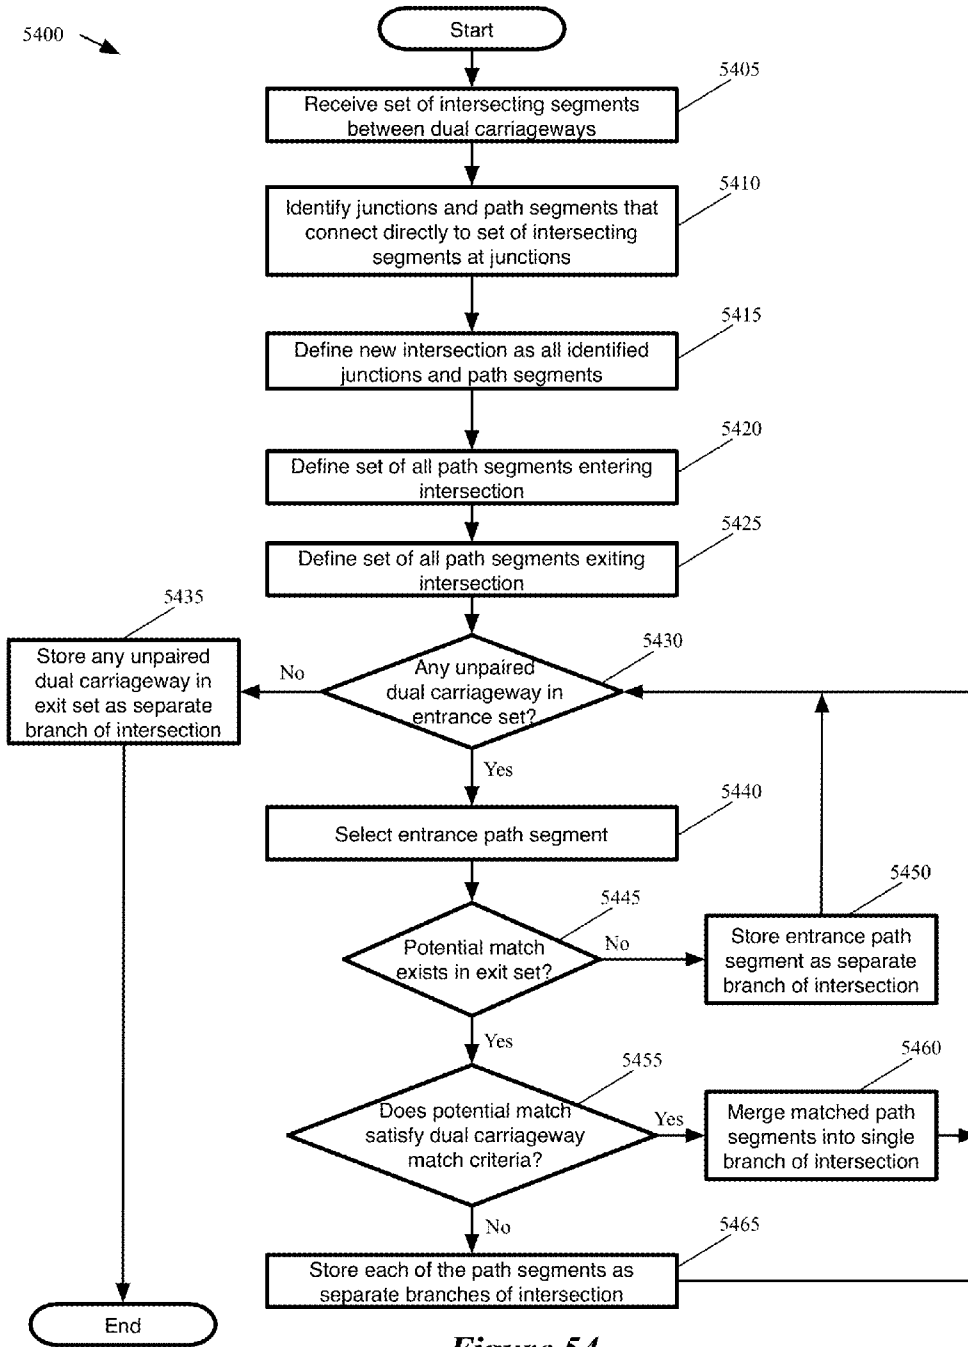 5400
Start
5405
Receive set of intersecting segments
between dual carriageways
5410
Identify junctions and path segments that
connect directly to set of intersecting
segments at junctions
5415
Define new intersection as all identified
junctions and path segments
5420
Define set of all path segments entering
intersection
5425
Define set of all path segments exiting
intersection
5435
Store any unpaired
dual carriageway in
exit set as separate
branch of intersection
No
5430
Any unpaired
dual carriageway in
entrance set?
Yes
5440
Select entrance path segment
5445
Potential match
exists in exit set?
No
5450
Store entrance path
segment as separate
branch of intersection
Yes
5455
Does potential match
satisfy dual carriageway
match criteria?
Yes
5460
Merge matched path
segments into single
branch of intersection
No
5465
Store each of the path segments as
separate branches of intersection
End
Figure 54